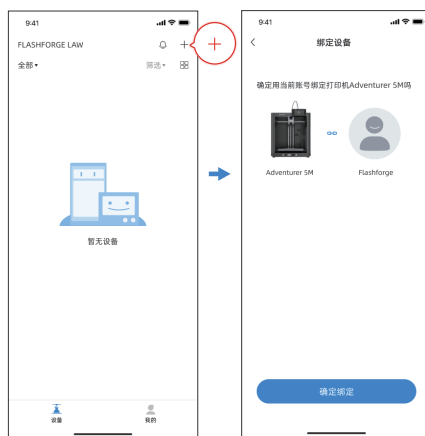 9:41
FLASHFORGE LAW
全部
筛选
暂无设备
设备
我的
9:41
绑定设备
确定用当前账号绑定打印机Adventurer 5M吗
Adventurer 5M
Flashforge
确定绑定